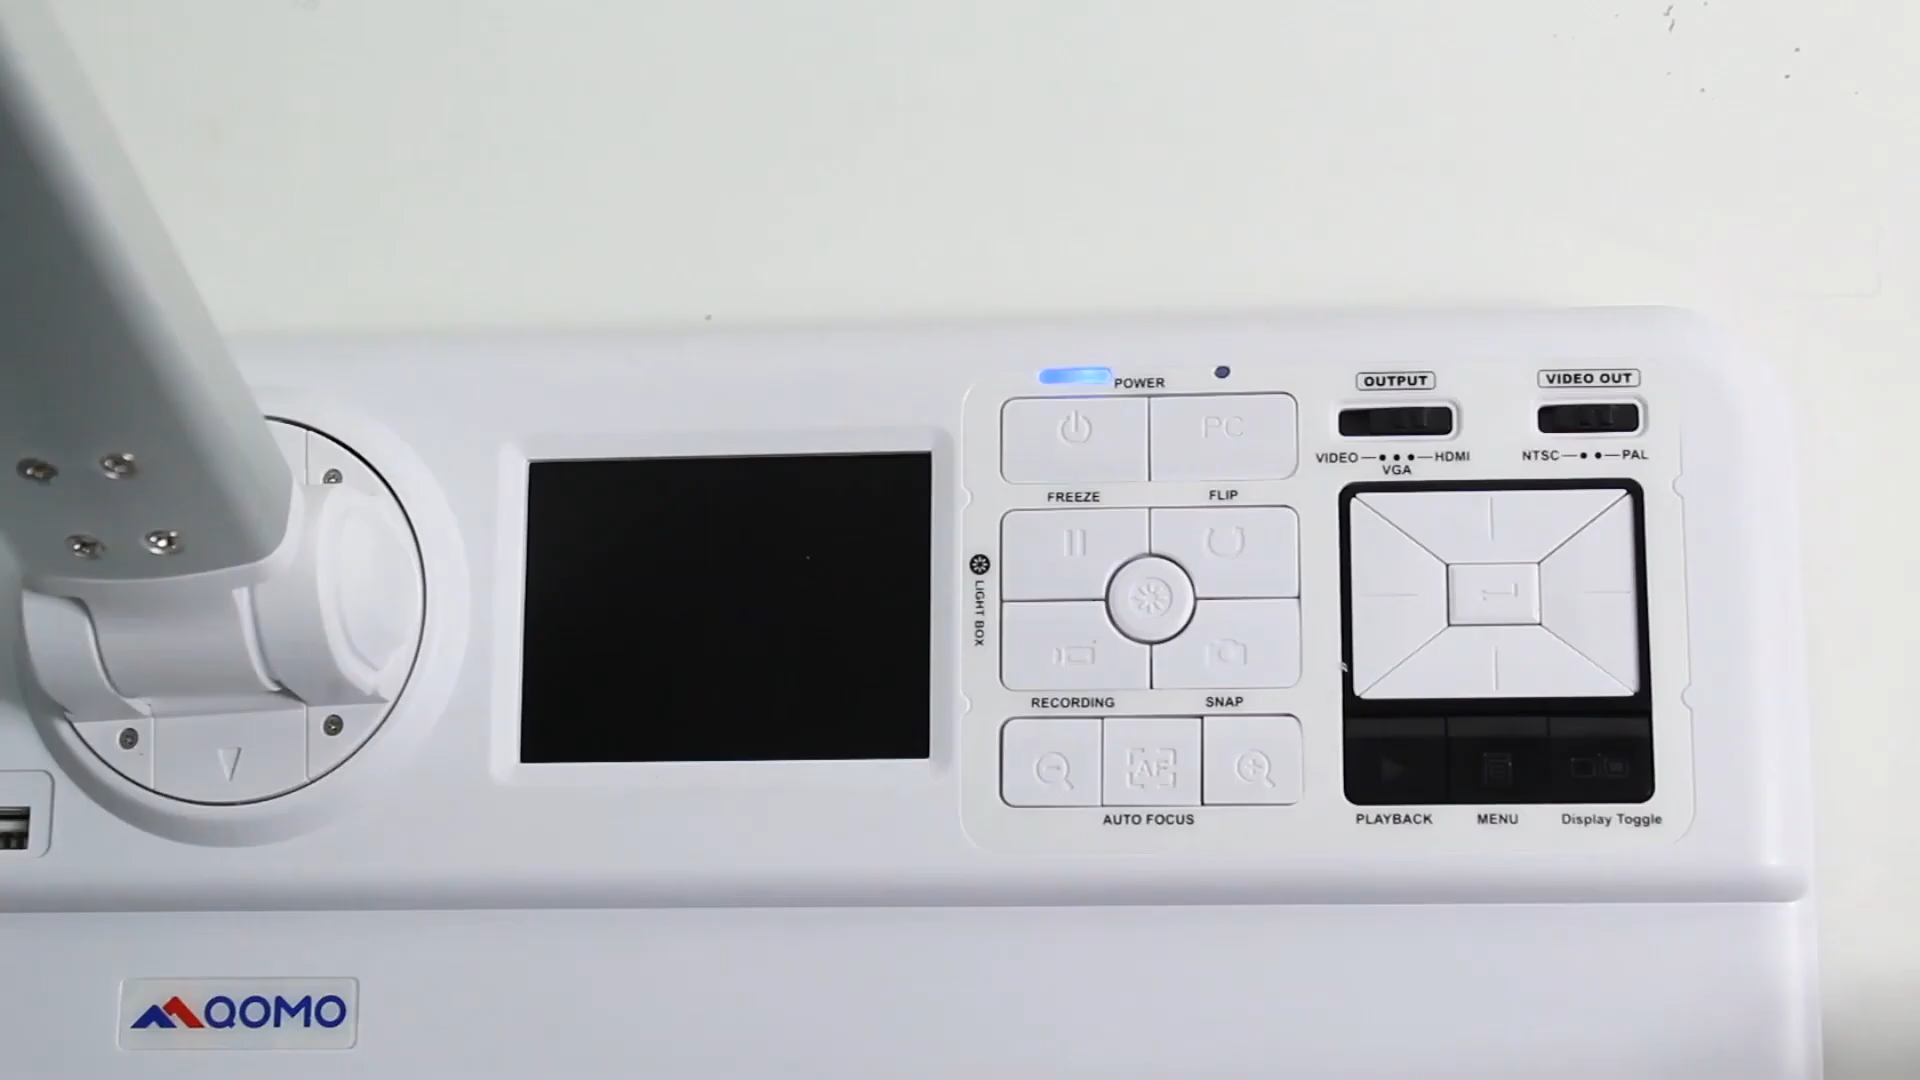 POWER
PC
OUTPUT
VIDEO OUT
VIDEO
HDMI
VGA
NTSC
PAL
FREEZE
FLIP
LIGHT BOX
RECORDING
SNAP
AF
AUTO FOCUS
PLAYBACK
MENU
Display Toggle
QOMO